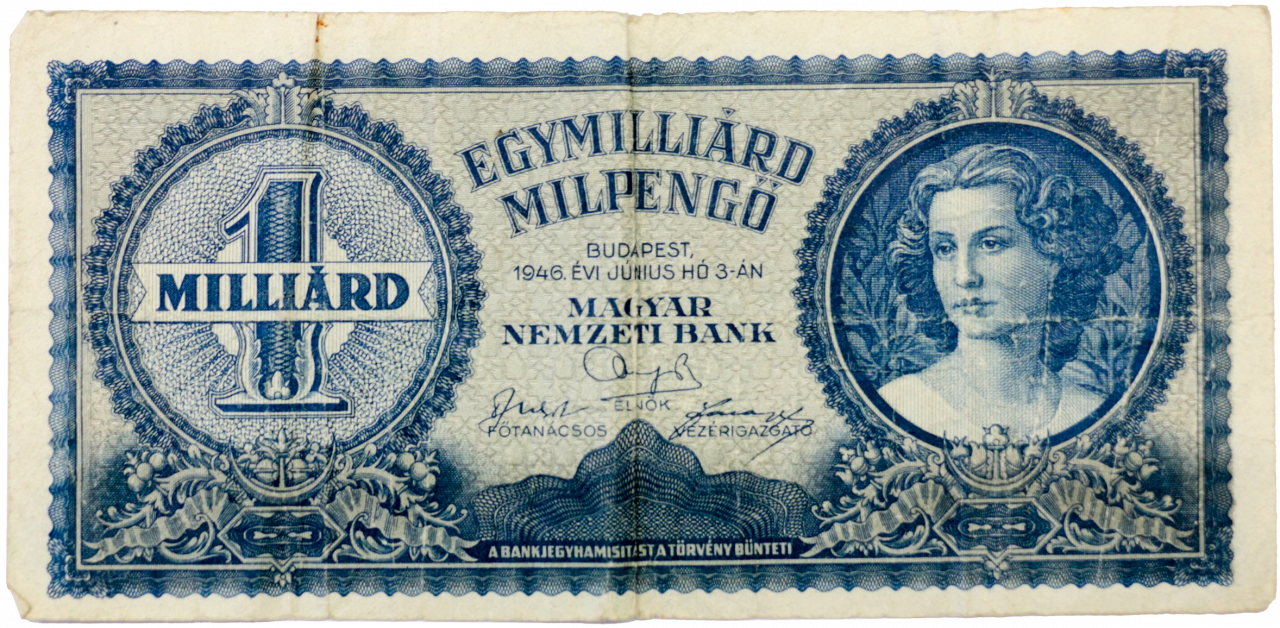 1
MILLIÁRD
EGYMILLIÁRD
MILPENGŐ
BUDAPEST,
1946. ÉVI JÚNIUS HÓ 3-ÁN
MAGYAR
NEMZETI BANK
ELNÖK
FŐTANÁCSOS VEZÉRIGAZGATÓ
A BANKJEGYHAMISÍTÁST A TÖRVÉNY BÜNTETI